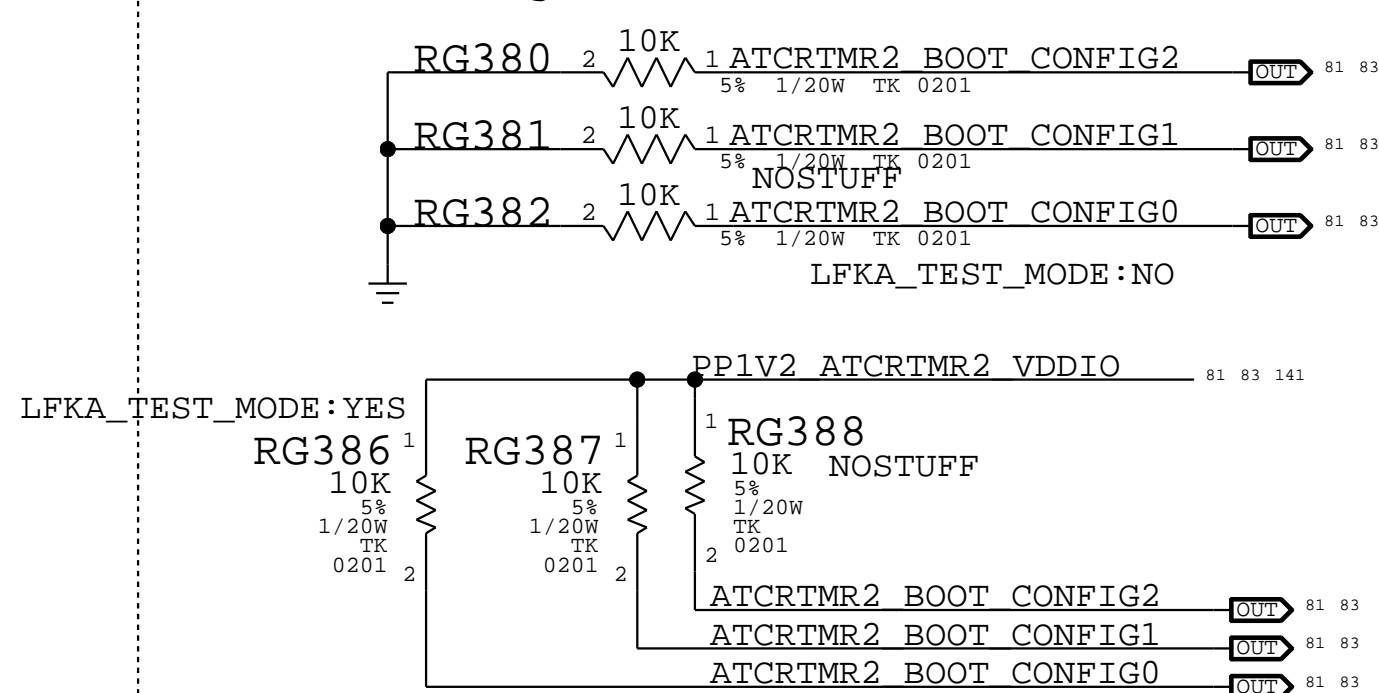 RG380 2 10K 1 ATCRTMR2_BOOT_CONFIG2 OUT 81 83
5% 1/20W TK 0201
RG381 2 10K 1 ATCRTMR2_BOOT_CONFIG1 OUT 81 83
5% 1/20W TK 0201
NOSTUFF
RG382 2 10K 1 ATCRTMR2_BOOT_CONFIG0 OUT 81 83
5% 1/20W TK 0201
LFKA_TEST_MODE:NO
PP1V2_ATCRTMR2_VDDIO 81 83 141
LFKA_TEST_MODE:YES
RG386 1
10K
5%
1/20W
TK
0201 2
RG387 1
10K
5%
1/20W
TK
0201 2
1 RG388
10K NOSTUFF
5%
1/20W
TK
2 0201
ATCRTMR2_BOOT_CONFIG2 OUT 81 83
ATCRTMR2_BOOT_CONFIG1 OUT 81 83
ATCRTMR2_BOOT_CONFIG0 OUT 81 83